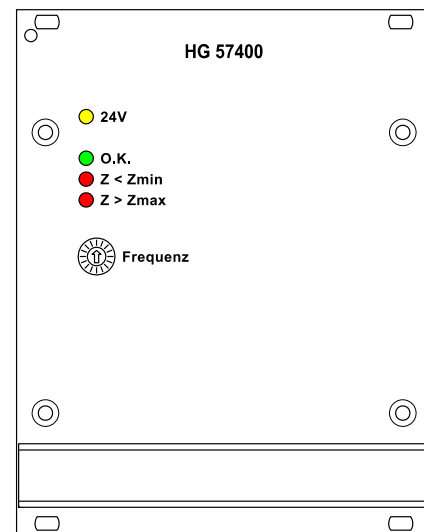 HG 57400
24V
O.K.
Z < Zmin
Z > Zmax
Frequenz